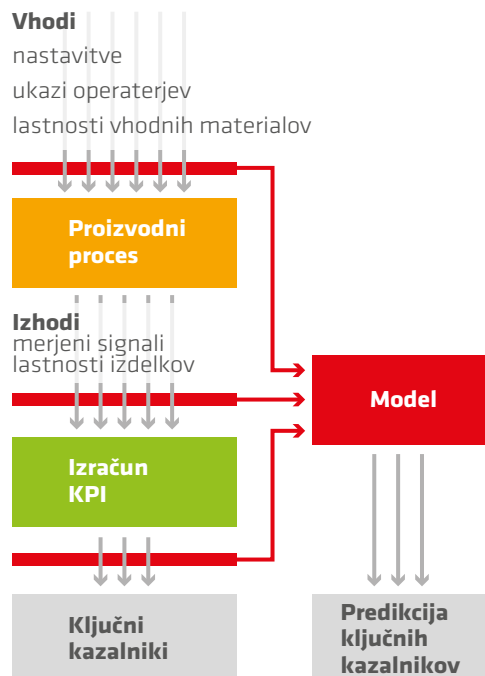 Vhodi
nastavitve
ukazi operaterjev
lastnosti vhodnih materialov
Proizvodni
proces
Izhodi
merjeni signali
lastnosti izdelkov
Model
Izračun
KPI
Ključni
kazalniki
Predikcija
ključnih
kazalnikov